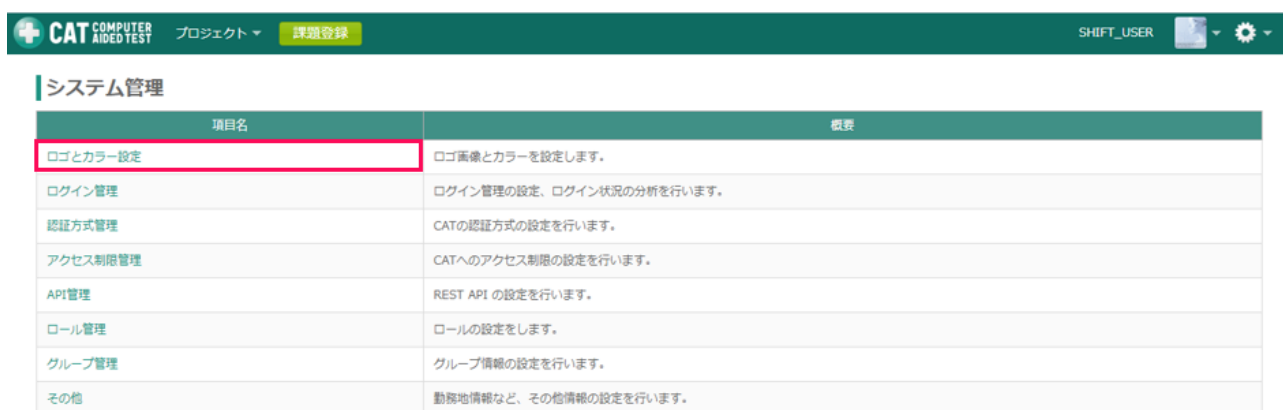 CAT COMPUTER AIDED TEST プロジェクト 課題登録 SHIFT_USER
システム管理
項目名 概要
ロゴとカラー設定 ロゴ画像とカラーを設定します。
ログイン管理 ログイン管理の設定、ログイン状況の分析を行います。
認証方式管理 CATの認証方式の設定を行います。
アクセス制限管理 CATへのアクセス制限の設定を行います。
API管理 REST API の設定を行います。
ロール管理 ロールの設定をします。
グループ管理 グループ情報の設定を行います。
その他 勤務地情報など、その他情報の設定を行います。